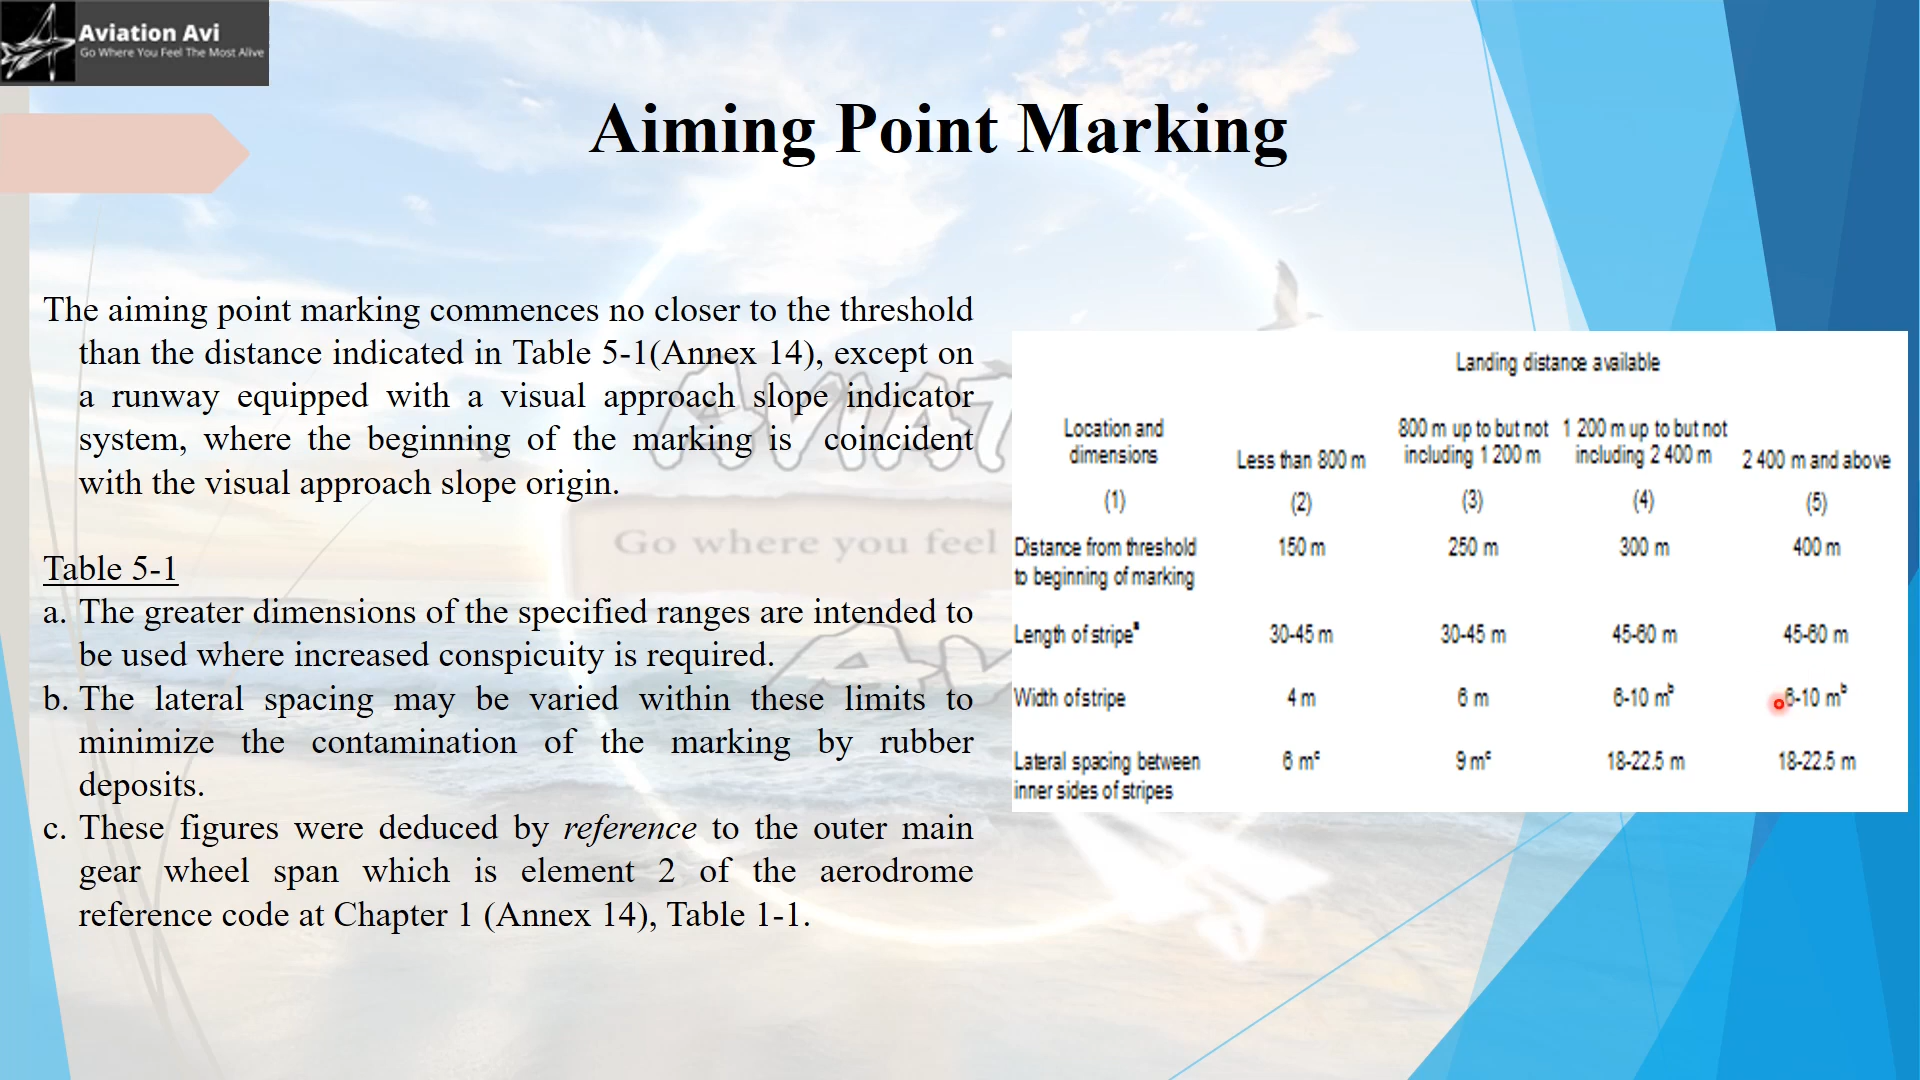 Aviation Avi
Go Where You Feel The Most Alive
Aiming Point Marking
The aiming point marking commences no closer to the threshold
than the distance indicated in Table 5-1(Annex 14), except on
a runway equipped with a visual approach slope indicator
system, where the beginning of the marking is coincident
with the visual approach slope origin.
Table 5-1
a. The greater dimensions of the specified ranges are intended to
be used where increased conspicuity is required.
b. The lateral spacing may be varied within these limits to
minimize the contamination of the marking by rubber
deposits.
c. These figures were deduced by reference to the outer main
gear wheel span which is element 2 of the aerodrome
reference code at Chapter 1 (Annex 14), Table 1-1.
Go where you feel
Landing distance available
Location and dimensions Less than 800 m 800 m up to but not including 1 200 m 1 200 m up to but not including 2 400 m 2 400 m and above
(1) (2) (3) (4) (5)
Distance from threshold to beginning of marking 150 m 250 m 300 m 400 m
Length of stripeᵃ 30-45 m 30-45 m 45-60 m 45-60 m
Width of stripe 4 m 6 m 6-10 mᵇ 6-10 mᵇ
Lateral spacing between inner sides of stripes 6 mᶜ 9 mᶜ 18-22.5 m 18-22.5 m